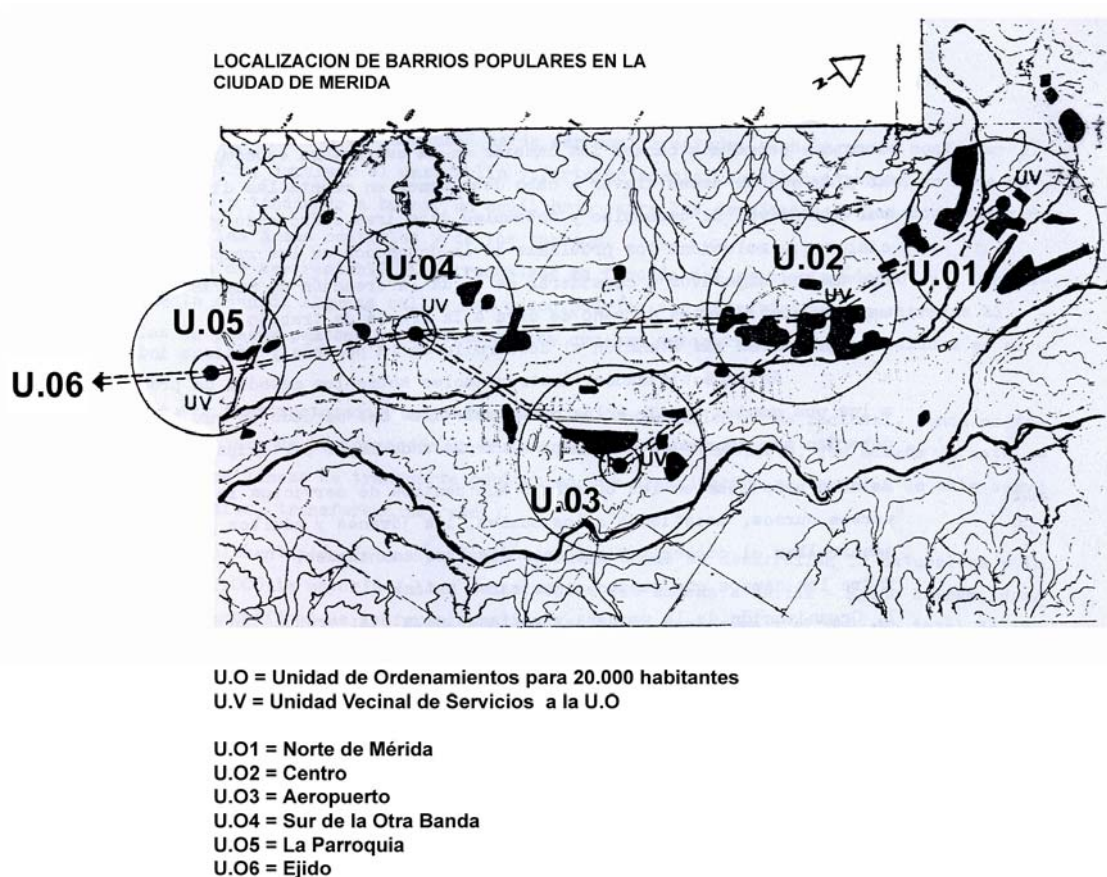 LOCALIZACION DE BARRIOS POPULARES EN LA
CIUDAD DE MERIDA
N
UV
U.02
U.01
U.04
UV
UV
U.05
U.06
UV
UV
U.03
U.O = Unidad de Ordenamientos para 20.000 habitantes
U.V = Unidad Vecinal de Servicios a la U.O
U.O1 = Norte de Mérida
U.O2 = Centro
U.O3 = Aeropuerto
U.O4 = Sur de la Otra Banda
U.O5 = La Parroquia
U.O6 = Ejido